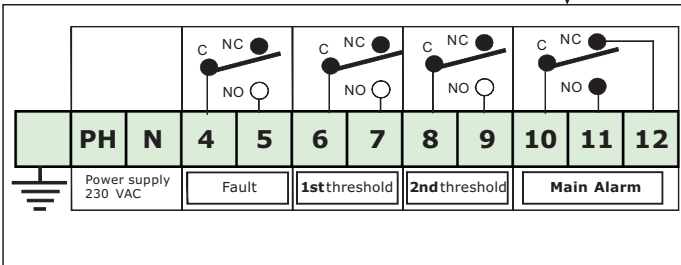 C NC C NC C NC C NC
NO NO NO NO
PH N 4 5 6 7 8 9 10 11 12
Power supply
230 VAC
Fault
1st threshold
2nd threshold
Main Alarm